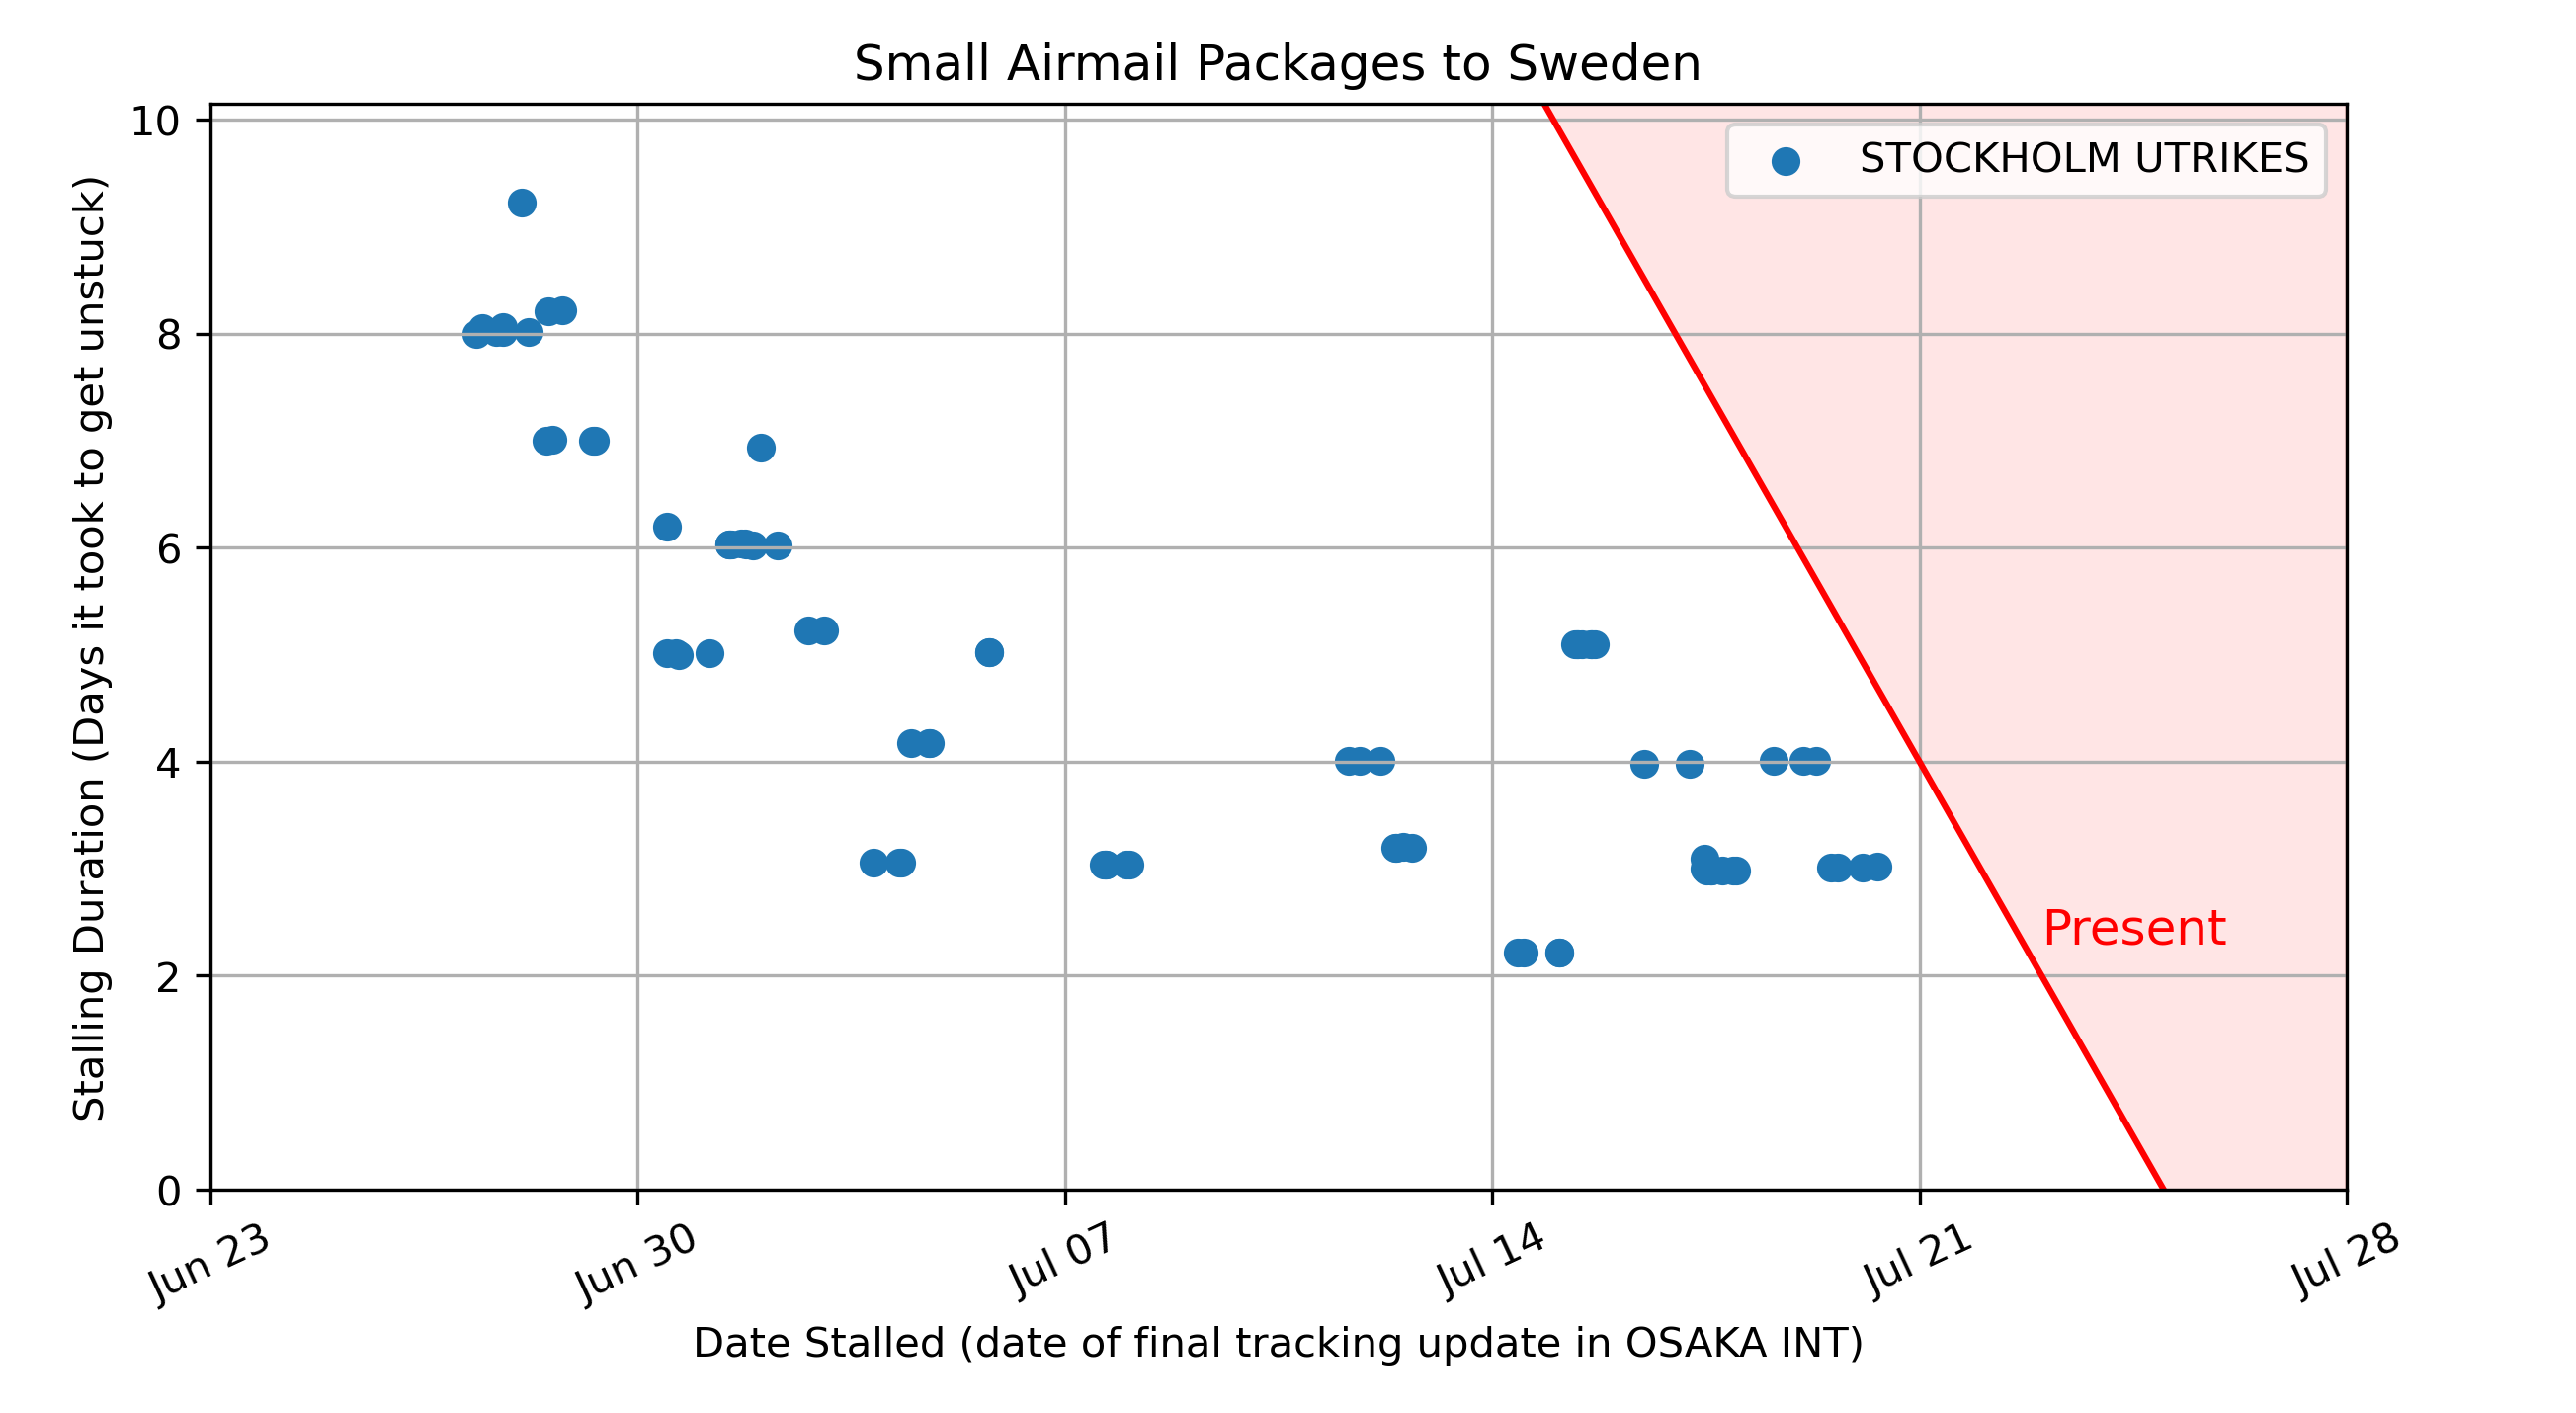 Small Airmail Packages to Sweden
Stalling Duration (Days it took to get unstuck)
10
8
6
4
2
0
STOCKHOLM UTRIKES
Present
Jun 23
Jun 30
Jul 07
Jul 14
Jul 21
Jul 28
Date Stalled (date of final tracking update in OSAKA INT)